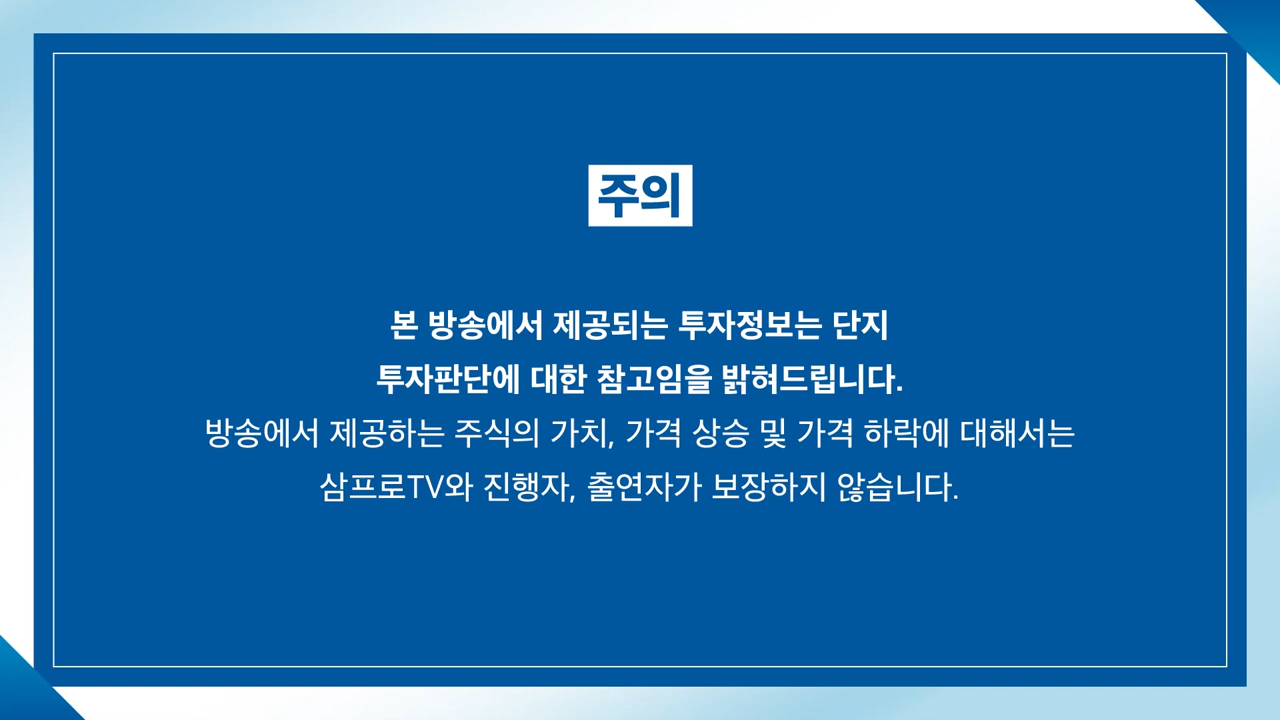 주의
본 방송에서 제공되는 투자정보는 단지
투자판단에 대한 참고임을 밝혀드립니다.
방송에서 제공하는 주식의 가치, 가격 상승 및 가격 하락에 대해서는
삼프로TV와 진행자, 출연자가 보장하지 않습니다.